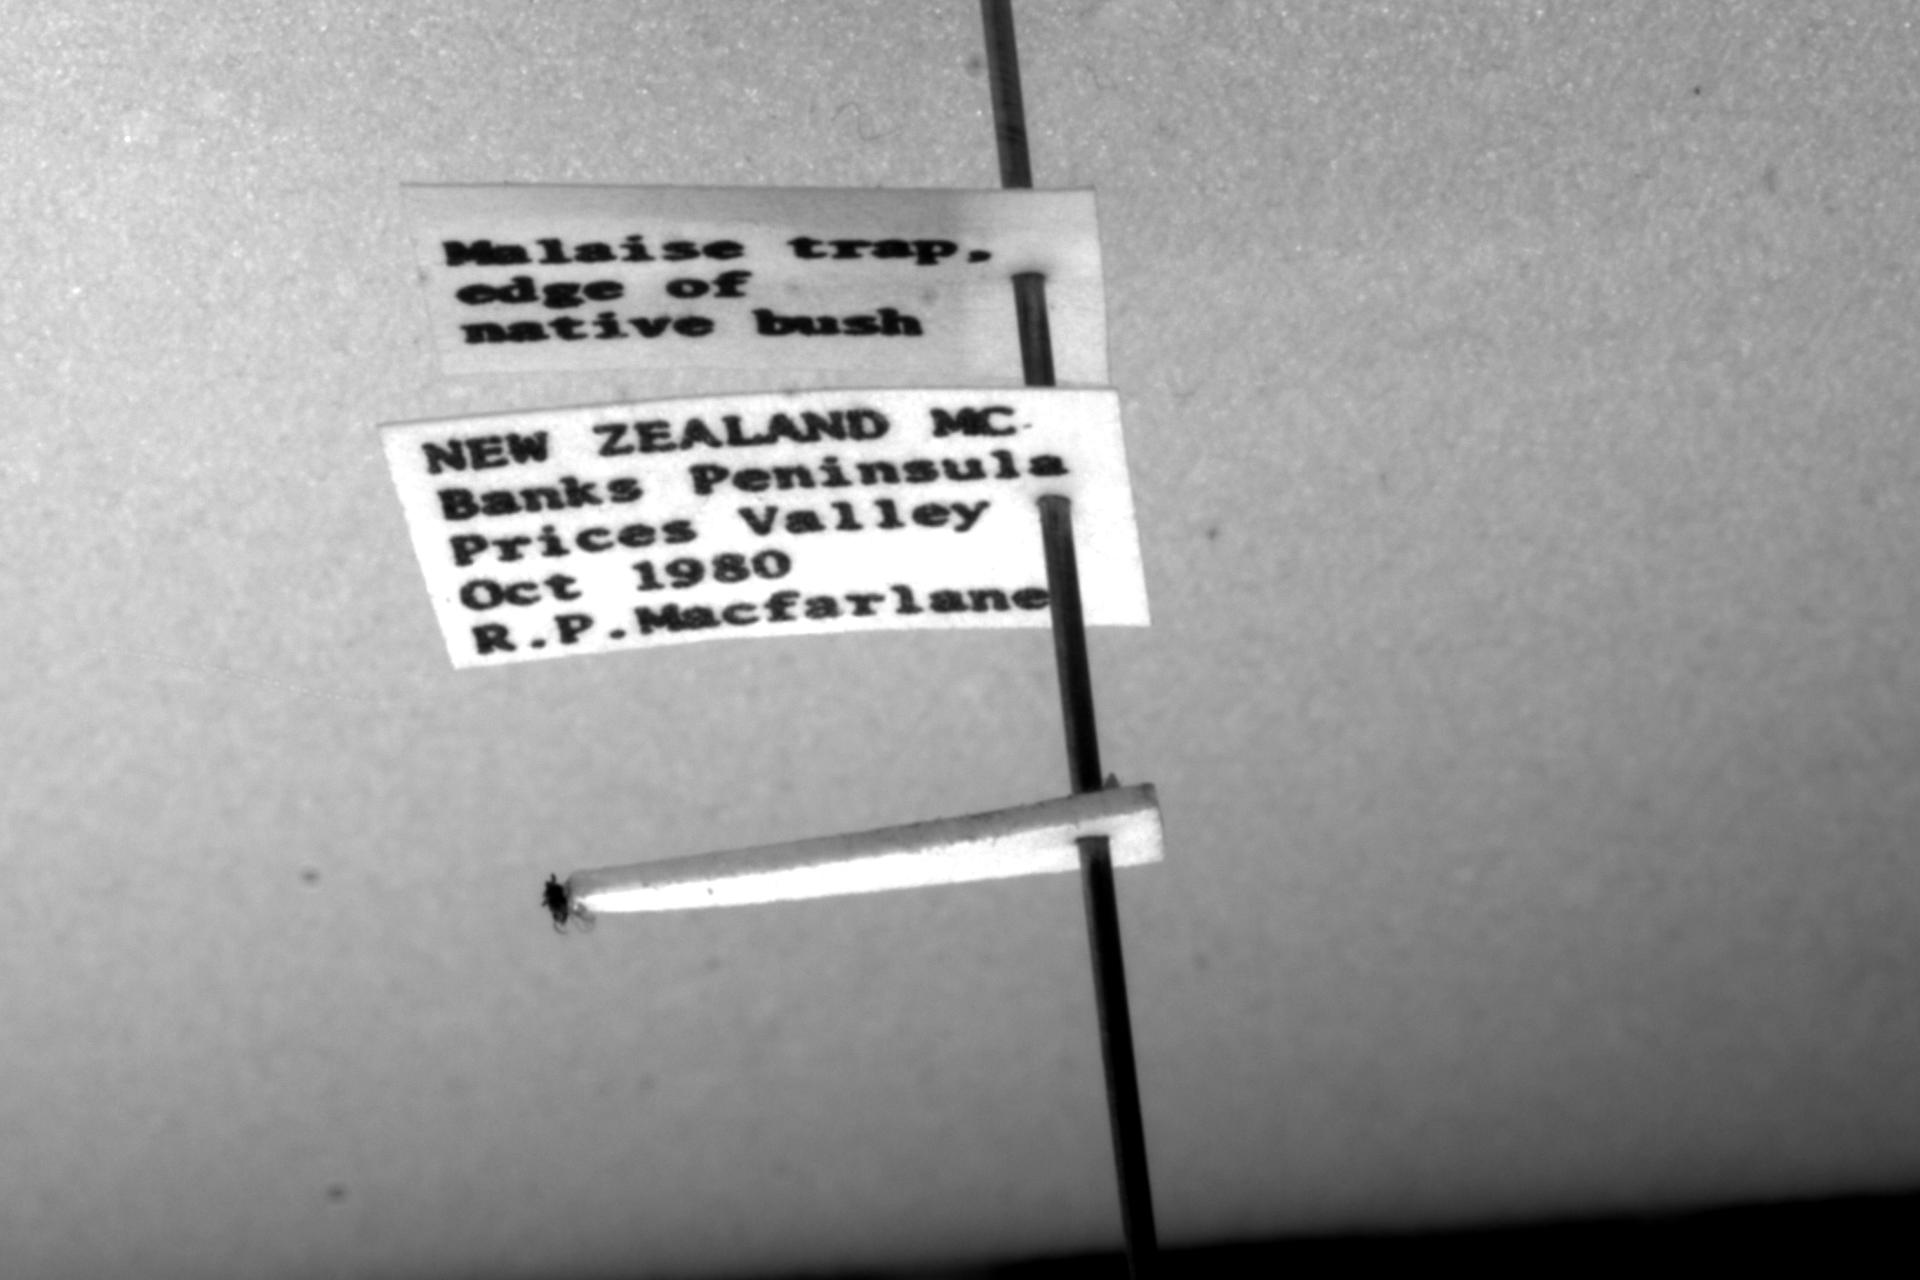 Malaise trap,
edge of
native bush
NEW ZEALAND MC
Banks Peninsula
Prices Valley
Oct 1980
R.P.Macfarlane